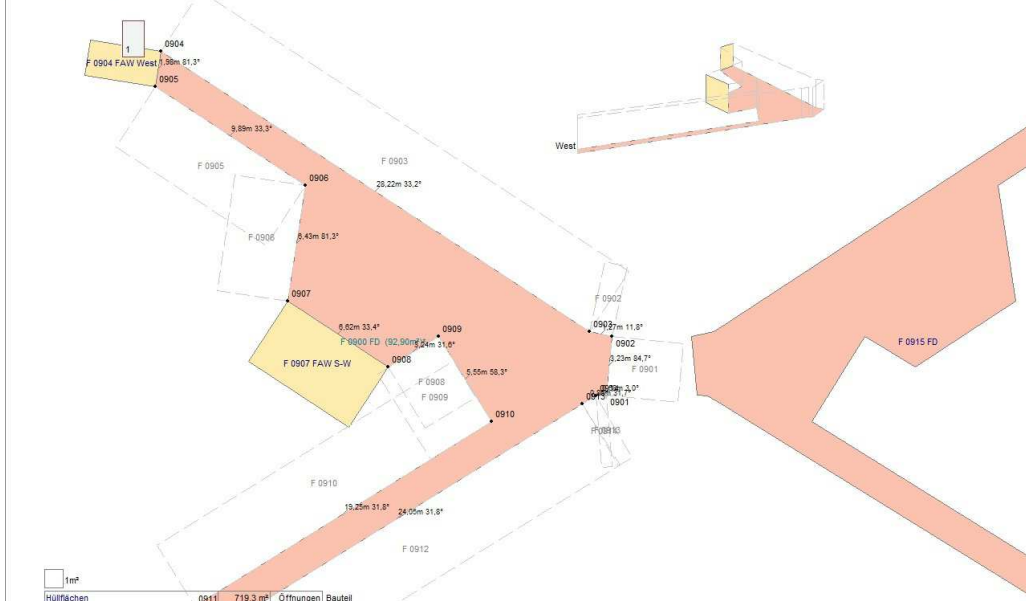 0904
1
F 0904 FAW West
1,98m 81,3°
0905
9,89m 33,3°
F 0903
F 0905
28,22m 33,2°
0906
West
F 0906
6,43m 81,3°
0907
F 0902
6,62m 33,4°
0909
0903
1,27m 11,8°
F 0900 FD (92,90m²)
0902
F 0915 FD
F 0907 FAW S-W
3,24m 31,6°
3,23m 84,7°
0908
F 0901
5,55m 58,3°
F 0908
F 0909
0913
0901
0910
F 0910
19,25m 31,8°
24,05m 31,8°
F 0912
1m²
Hüllflächen
0911
719,3 m²
Öffnungen
Bauteil